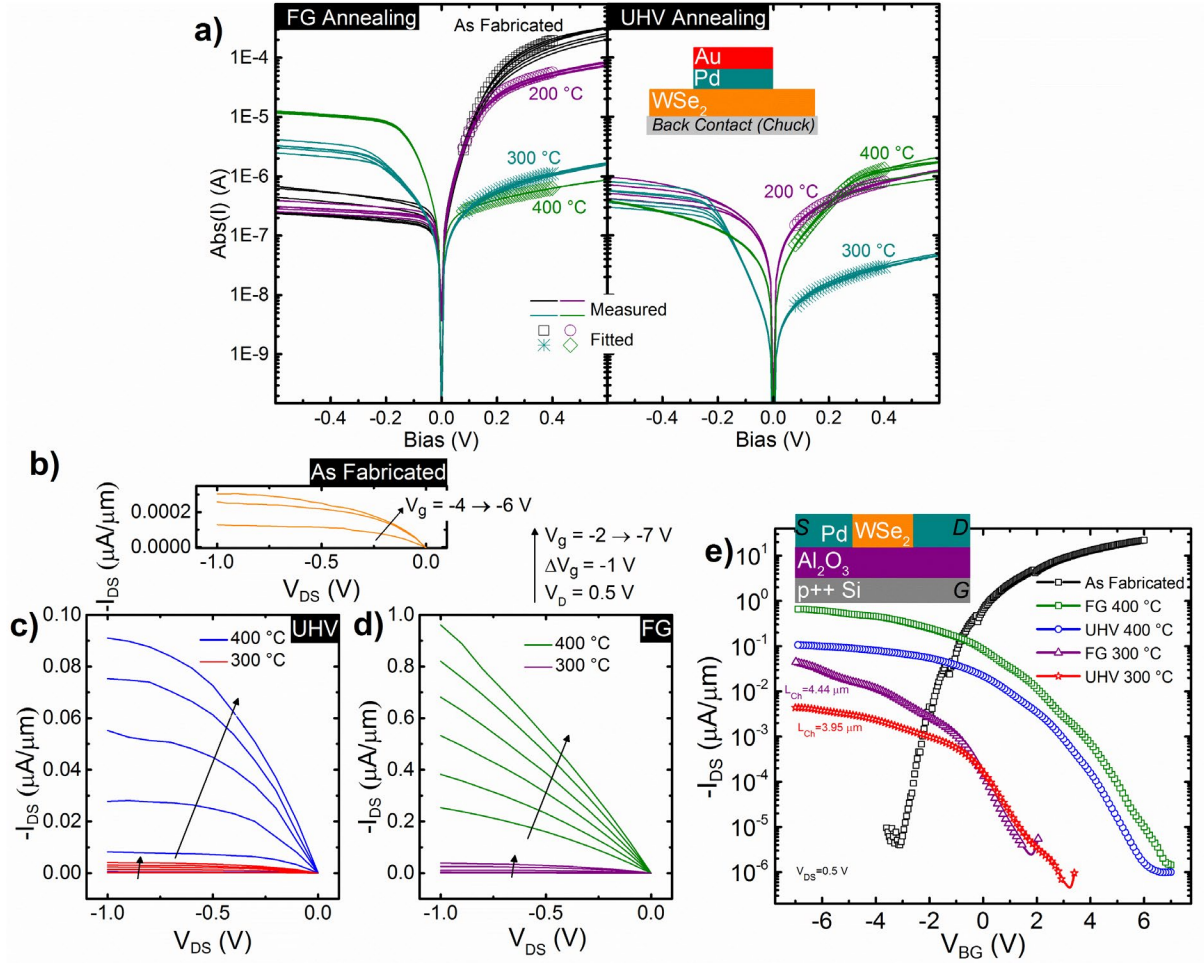 a)
FG Annealing
UHV Annealing
As Fabricated
200 °C
300 °C
400 °C
Au
Pd
WSe₂
Back Contact (Chuck)
400 °C
200 °C
300 °C
Measured
Fitted
Abs(I) (A)
1E-4
1E-5
1E-6
1E-7
1E-8
1E-9
-0.4 -0.2 0.0 0.2 0.4
-0.4 -0.2 0.0 0.2 0.4
Bias (V)
Bias (V)
b)
As Fabricated
Vg = -4 → -6 V
0.0002
0.0000
-1.0 -0.5 0.0
VDS (V)
-IDS (µA/µm)
Vg = -2 → -7 V
ΔVg = -1 V
VD = 0.5 V
c)
UHV
400 °C
300 °C
-IDS (µA/µm)
0.10
0.08
0.06
0.04
0.02
0.00
-1.0 -0.5 0.0
VDS (V)
d)
FG
400 °C
300 °C
-IDS (µA/µm)
1.0
0.8
0.6
0.4
0.2
0.0
-1.0 -0.5 0.0
VDS (V)
e)
S Pd WSe₂ D
Al₂O₃
p++ Si G
As Fabricated
FG 400 °C
UHV 400 °C
FG 300 °C
UHV 300 °C
LCh=4.44 µm
LCh=3.95 µm
VDS=0.5 V
-IDS (µA/µm)
10¹
10⁰
10⁻¹
10⁻²
10⁻³
10⁻⁴
10⁻⁵
10⁻⁶
-6 -4 -2 0 2 4 6
VBG (V)